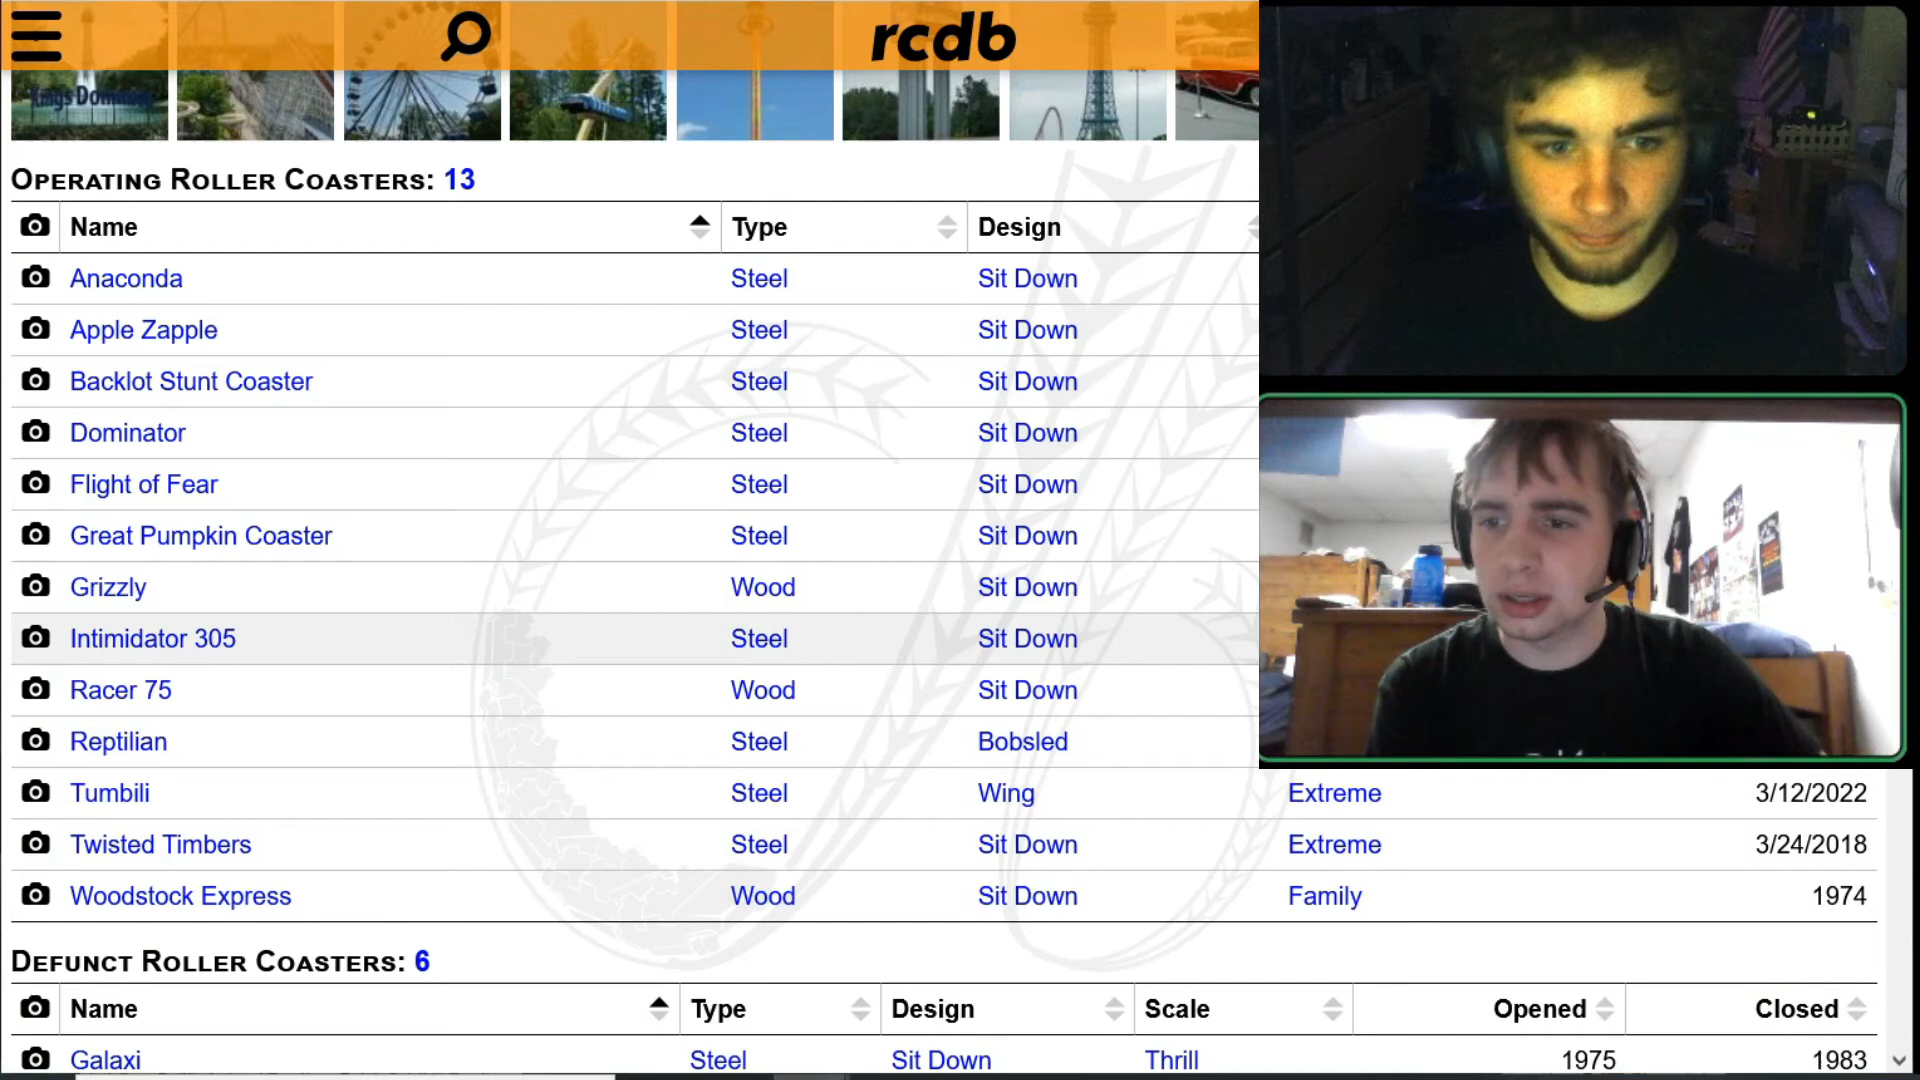 rcdb
Kings Dominion
OPERATING ROLLER COASTERS: 13
Name Type Design
Anaconda Steel Sit Down
Apple Zapple Steel Sit Down
Backlot Stunt Coaster Steel Sit Down
Dominator Steel Sit Down
Flight of Fear Steel Sit Down
Great Pumpkin Coaster Steel Sit Down
Grizzly Wood Sit Down
Intimidator 305 Steel Sit Down
Racer 75 Wood Sit Down
Reptilian Steel Bobsled
Tumbili Steel Wing Extreme 3/12/2022
Twisted Timbers Steel Sit Down Extreme 3/24/2018
Woodstock Express Wood Sit Down Family 1974
DEFUNCT ROLLER COASTERS: 6
Name Type Design Scale Opened Closed
Galaxi Steel Sit Down Thrill 1975 1983